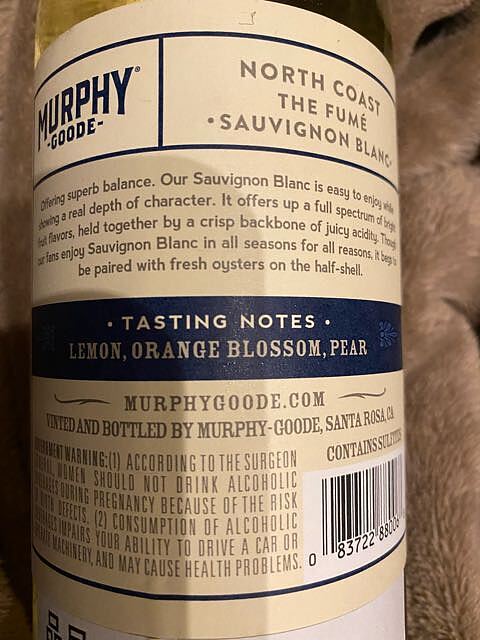 MURPHY®
-GOODE-
NORTH COAST
THE FUMÉ
•SAUVIGNON BLANC•
Offering superb balance. Our Sauvignon Blanc is easy to enjoy while
showing a real depth of character. It offers up a full spectrum of bright
fruit flavors, held together by a crisp backbone of juicy acidity. Though
our fans enjoy Sauvignon Blanc in all seasons for all reasons, it begs to
be paired with fresh oysters on the half-shell.
• TASTING NOTES •
LEMON, ORANGE BLOSSOM, PEAR
MURPHYGOODE.COM
VINTED AND BOTTLED BY MURPHY-GOODE, SANTA ROSA, CA
CONTAINS SULFITES
GOVERNMENT WARNING:(1) ACCORDING TO THE SURGEON
GENERAL, WOMEN SHOULD NOT DRINK ALCOHOLIC
BEVERAGES DURING PREGNANCY BECAUSE OF THE RISK
OF BIRTH DEFECTS. (2) CONSUMPTION OF ALCOHOLIC
BEVERAGES IMPAIRS YOUR ABILITY TO DRIVE A CAR OR
OPERATE MACHINERY, AND MAY CAUSE HEALTH PROBLEMS.
0 83722 88006